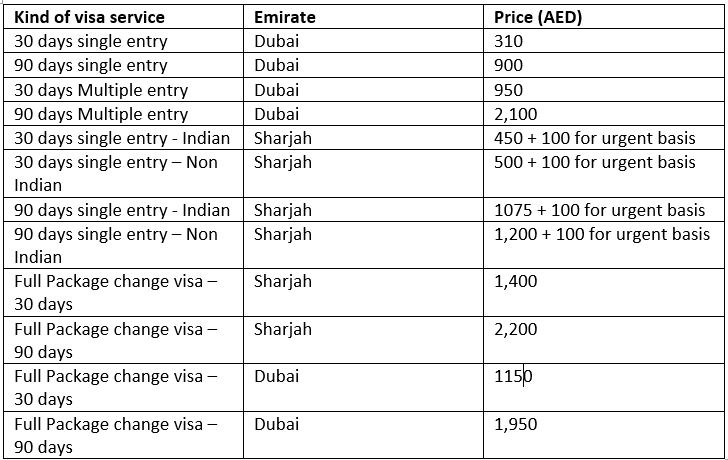 Kind of visa service Emirate Price (AED)
30 days single entry Dubai 310
90 days single entry Dubai 900
30 days Multiple entry Dubai 950
90 days Multiple entry Dubai 2,100
30 days single entry - Indian Sharjah 450 + 100 for urgent basis
30 days single entry – Non Sharjah 500 + 100 for urgent basis
Indian
90 days single entry - Indian Sharjah 1075 + 100 for urgent basis
90 days single entry – Non Sharjah 1,200 + 100 for urgent basis
Indian
Full Package change visa – Sharjah 1,400
30 days
Full Package change visa – Sharjah 2,200
90 days
Full Package change visa – Dubai 1150
30 days
Full Package change visa – Dubai 1,950
90 days